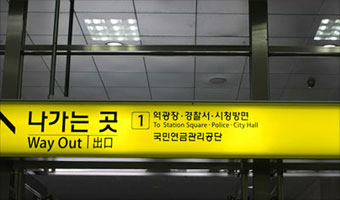 나가는 곳
Way Out 出口
1
역광장·경찰서·시청방면
To Station Square·Police·City Hall
국민연금관리공단